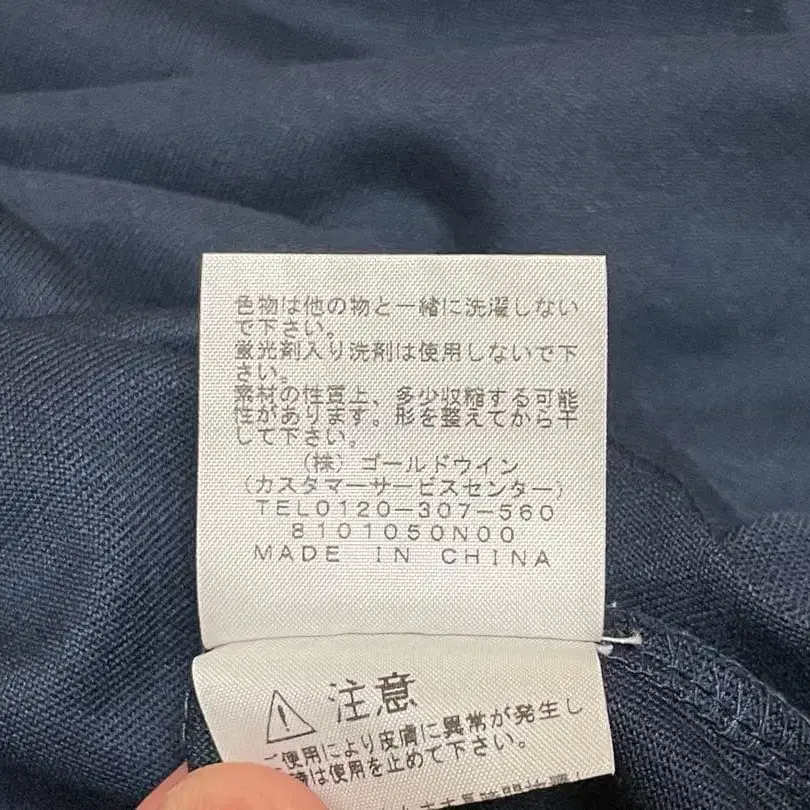 色物は他の物と一緒に洗濯しない
で下さい。
蛍光剤入り洗剤は使用しないで下
さい。
素材の性質上、多少収縮する可能
性があります。形を整えてから干
して下さい。
(株)ゴールドウイン
(カスタマーサービスセンター)
TEL0120-307-560
8101050N00
MADE IN CHINA
注意
ご使用により皮膚に異常が発生し
は使用を止めて下さい。